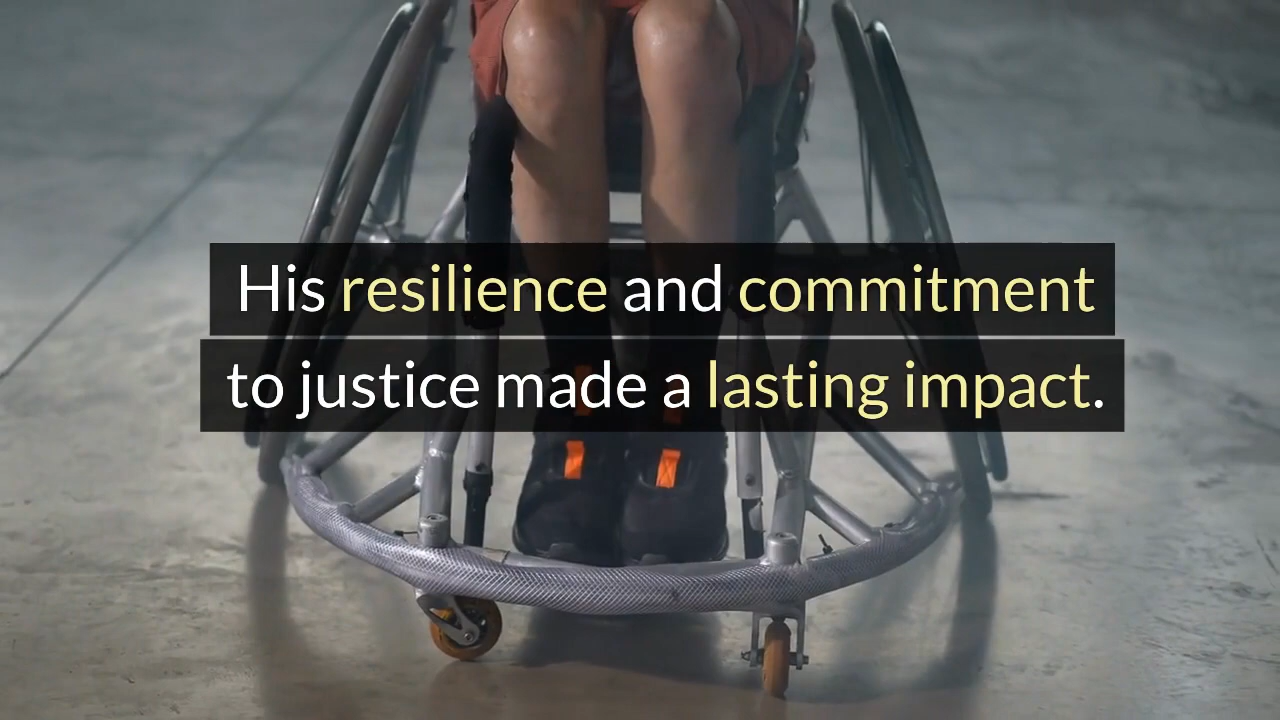 His resilience and commitment
to justice made a lasting impact.